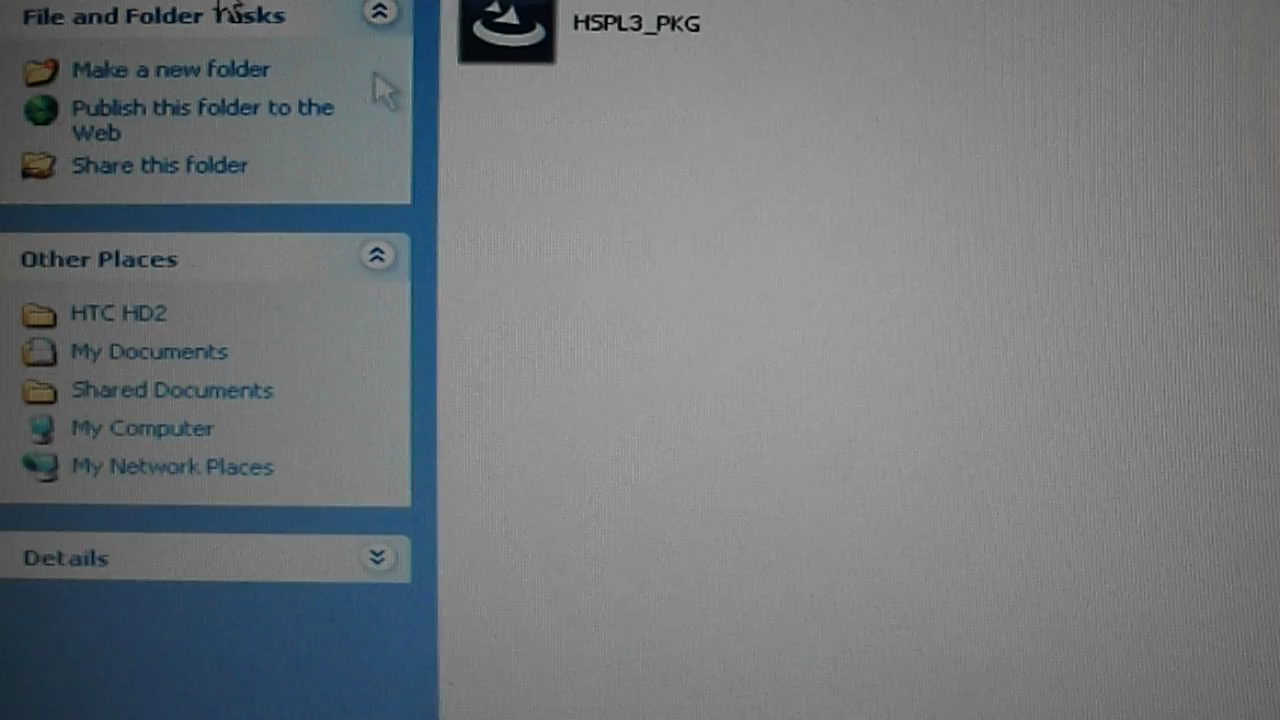 File and Folder Tasks
HSPL3_PKG
Make a new folder
Publish this folder to the
Web
Share this folder
Other Places
HTC HD2
My Documents
Shared Documents
My Computer
My Network Places
Details